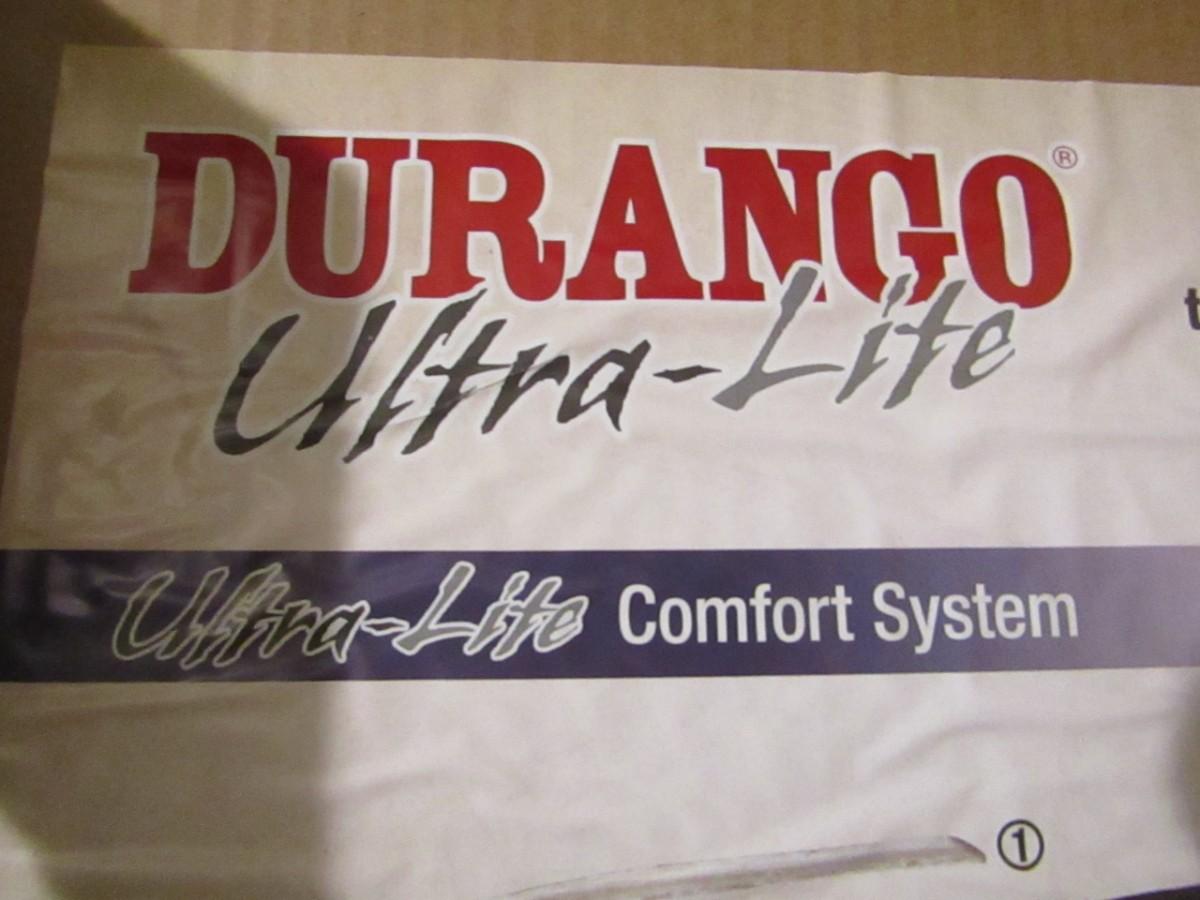 DURANGO®
Ultra-Lite
Ultra-Lite Comfort System
①